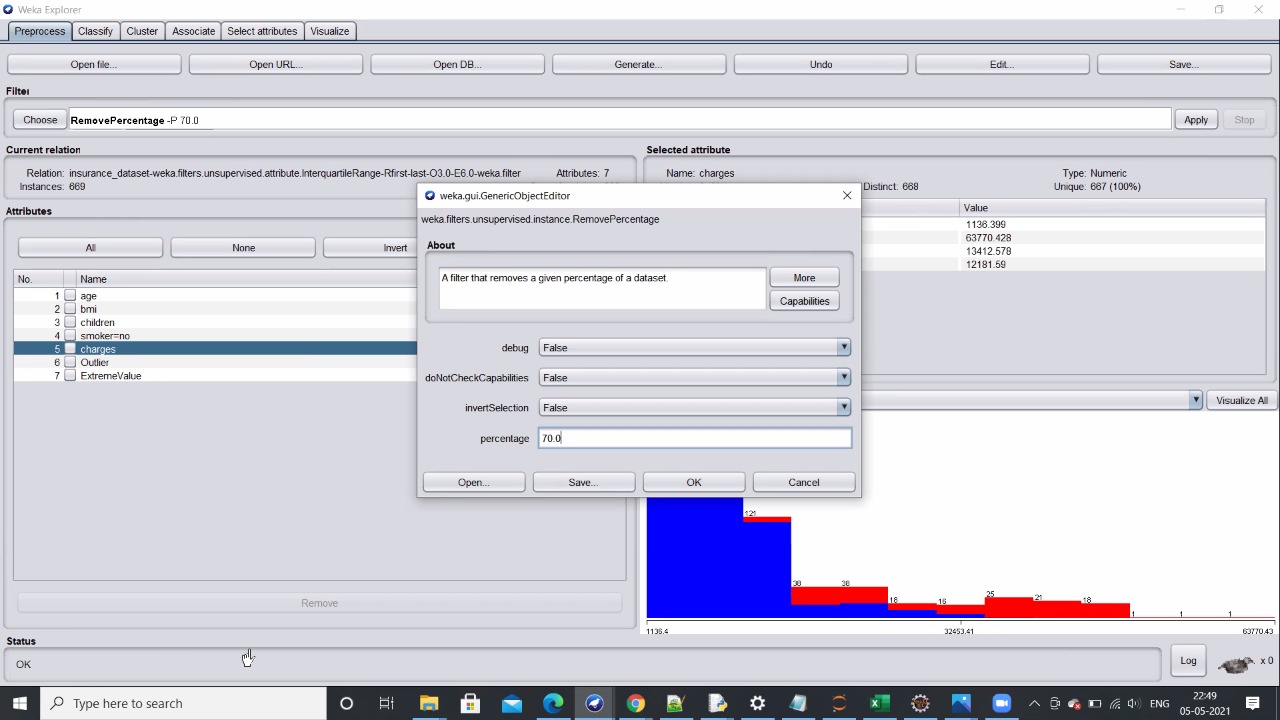 Weka Explorer
Preprocess Classify Cluster Associate Select attributes Visualize
Open file... Open URL... Open DB... Generate... Undo Edit... Save...
Filter
Choose RemovePercentage -P 70.0 Apply Stop
Current relation
Relation: insurance_dataset-weka.filters.unsupervised.attribute.InterquartileRange-Rfirst-last-O3.0-E6.0-weka.filter Attributes: 7
Instances: 669
Selected attribute
Name: charges Type: Numeric
Distinct: 668 Unique: 667 (100%)
Value
1136.399
63770.428
13412.578
12181.59
Attributes
All None Invert
No. Name
1 age
2 bmi
3 children
4 smoker=no
5 charges
6 Outlier
7 ExtremeValue
Remove
weka.gui.GenericObjectEditor
weka.filters.unsupervised.instance.RemovePercentage
About
A filter that removes a given percentage of a dataset.
More
Capabilities
debug False
doNotCheckCapabilities False
invertSelection False
percentage 70.0
Open... Save... OK Cancel
Visualize All
121
38 38 18 16 25 21 18 1 1 1
1136.4 32453.41 63770.43
Status
OK
Log x 0
Type here to search
ENG
22:49
05-05-2021